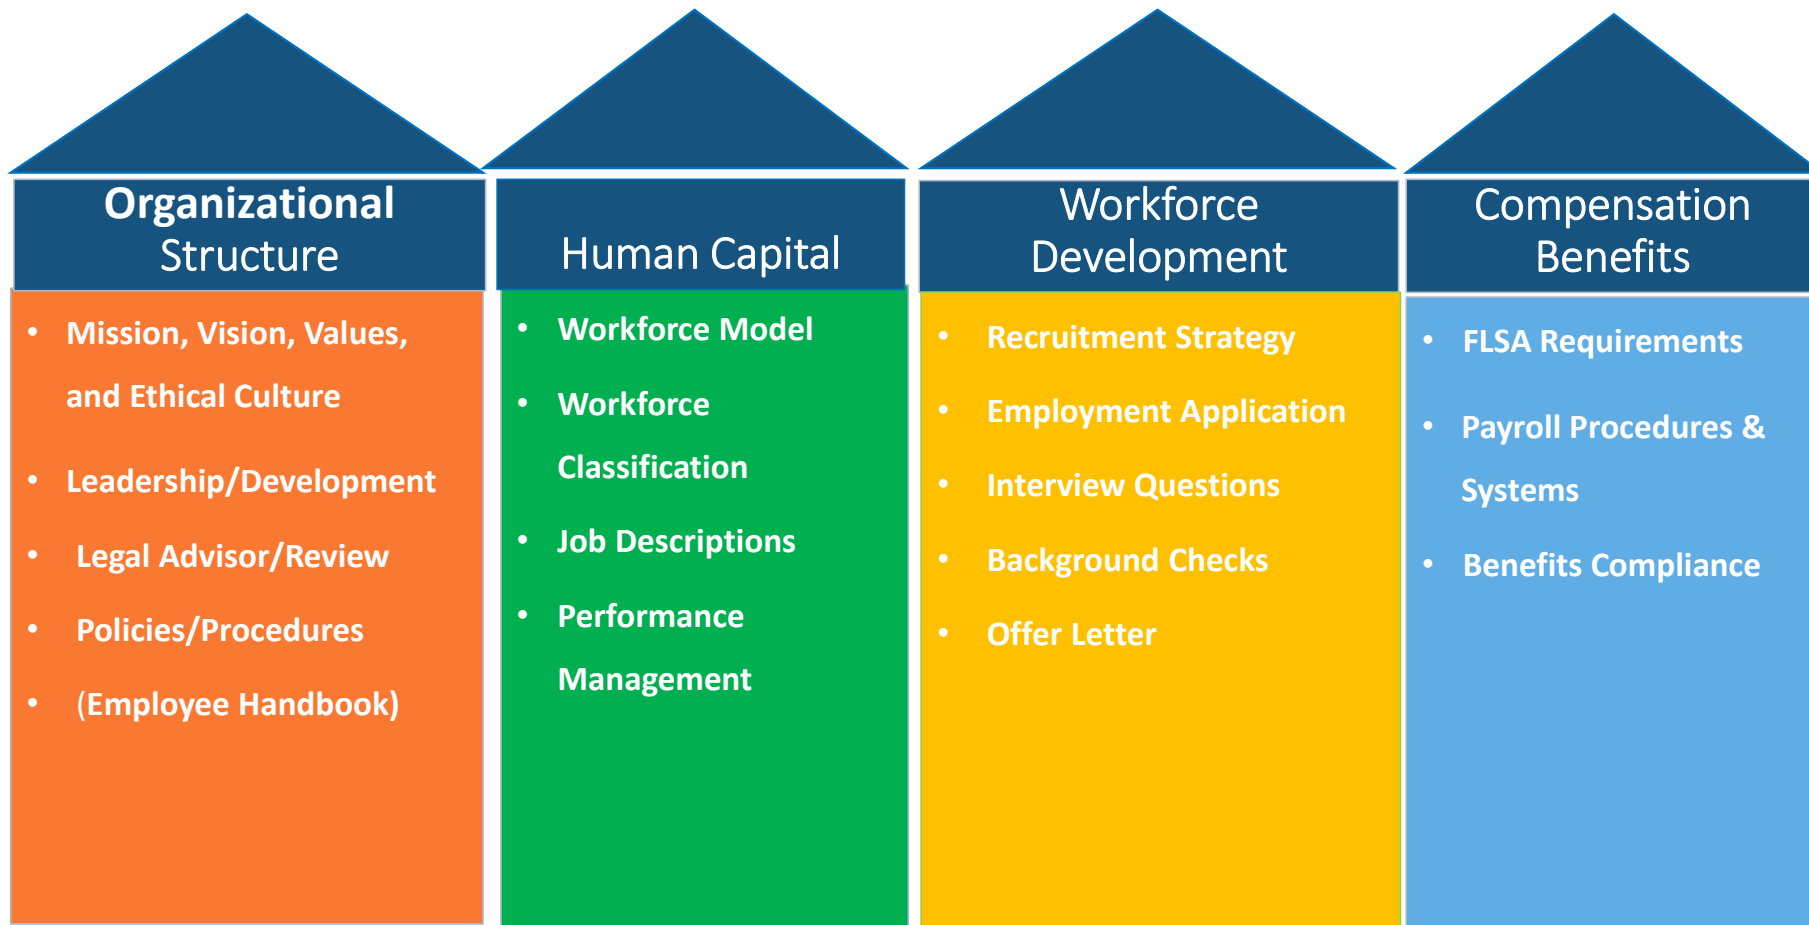 Organizational
Structure
• Mission, Vision, Values,
and Ethical Culture
• Leadership/Development
• Legal Advisor/Review
• Policies/Procedures
• (Employee Handbook)
Human Capital
• Workforce Model
• Workforce
Classification
• Job Descriptions
• Performance
Management
Workforce
Development
• Recruitment Strategy
• Employment Application
• Interview Questions
• Background Checks
• Offer Letter
Compensation
Benefits
• FLSA Requirements
• Payroll Procedures &
Systems
• Benefits Compliance